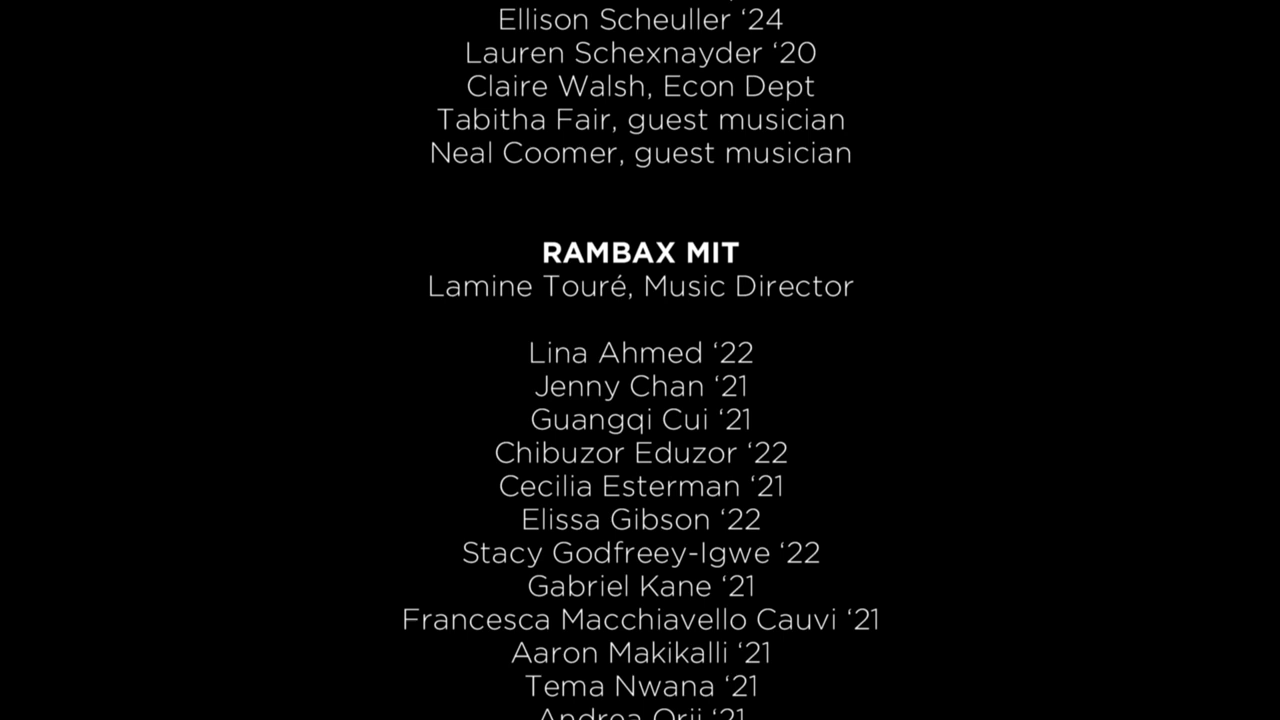 Ellison Scheuller ‘24
Lauren Schexnayder ‘20
Claire Walsh, Econ Dept
Tabitha Fair, guest musician
Neal Coomer, guest musician
RAMBAX MIT
Lamine Touré, Music Director
Lina Ahmed ‘22
Jenny Chan ‘21
Guangqi Cui ‘21
Chibuzor Eduzor ‘22
Cecilia Esterman ‘21
Elissa Gibson ‘22
Stacy Godfreey-Igwe ‘22
Gabriel Kane ‘21
Francesca Macchiavello Cauvi ‘21
Aaron Makikalli ‘21
Tema Nwana ‘21
Andrea Orji ‘21